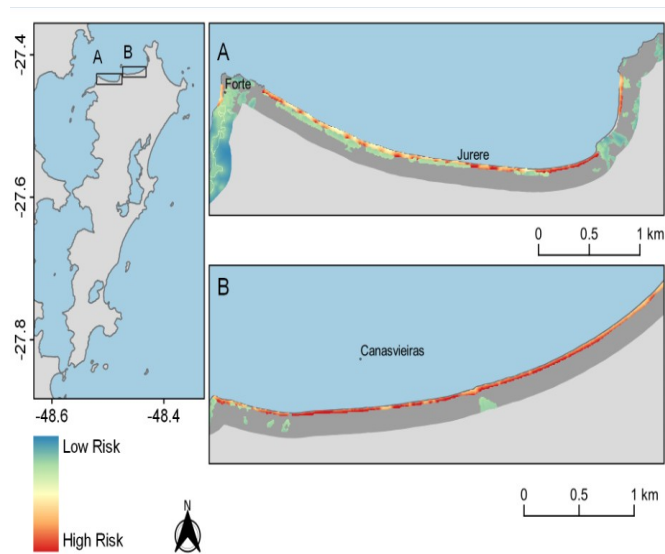 -27.4
-27.6
-27.8
-48.6
-48.4
A
B
A
Forte
Jurere
0
0.5
1 km
B
Canasvieiras
0
0.5
1 km
Low Risk
High Risk
N